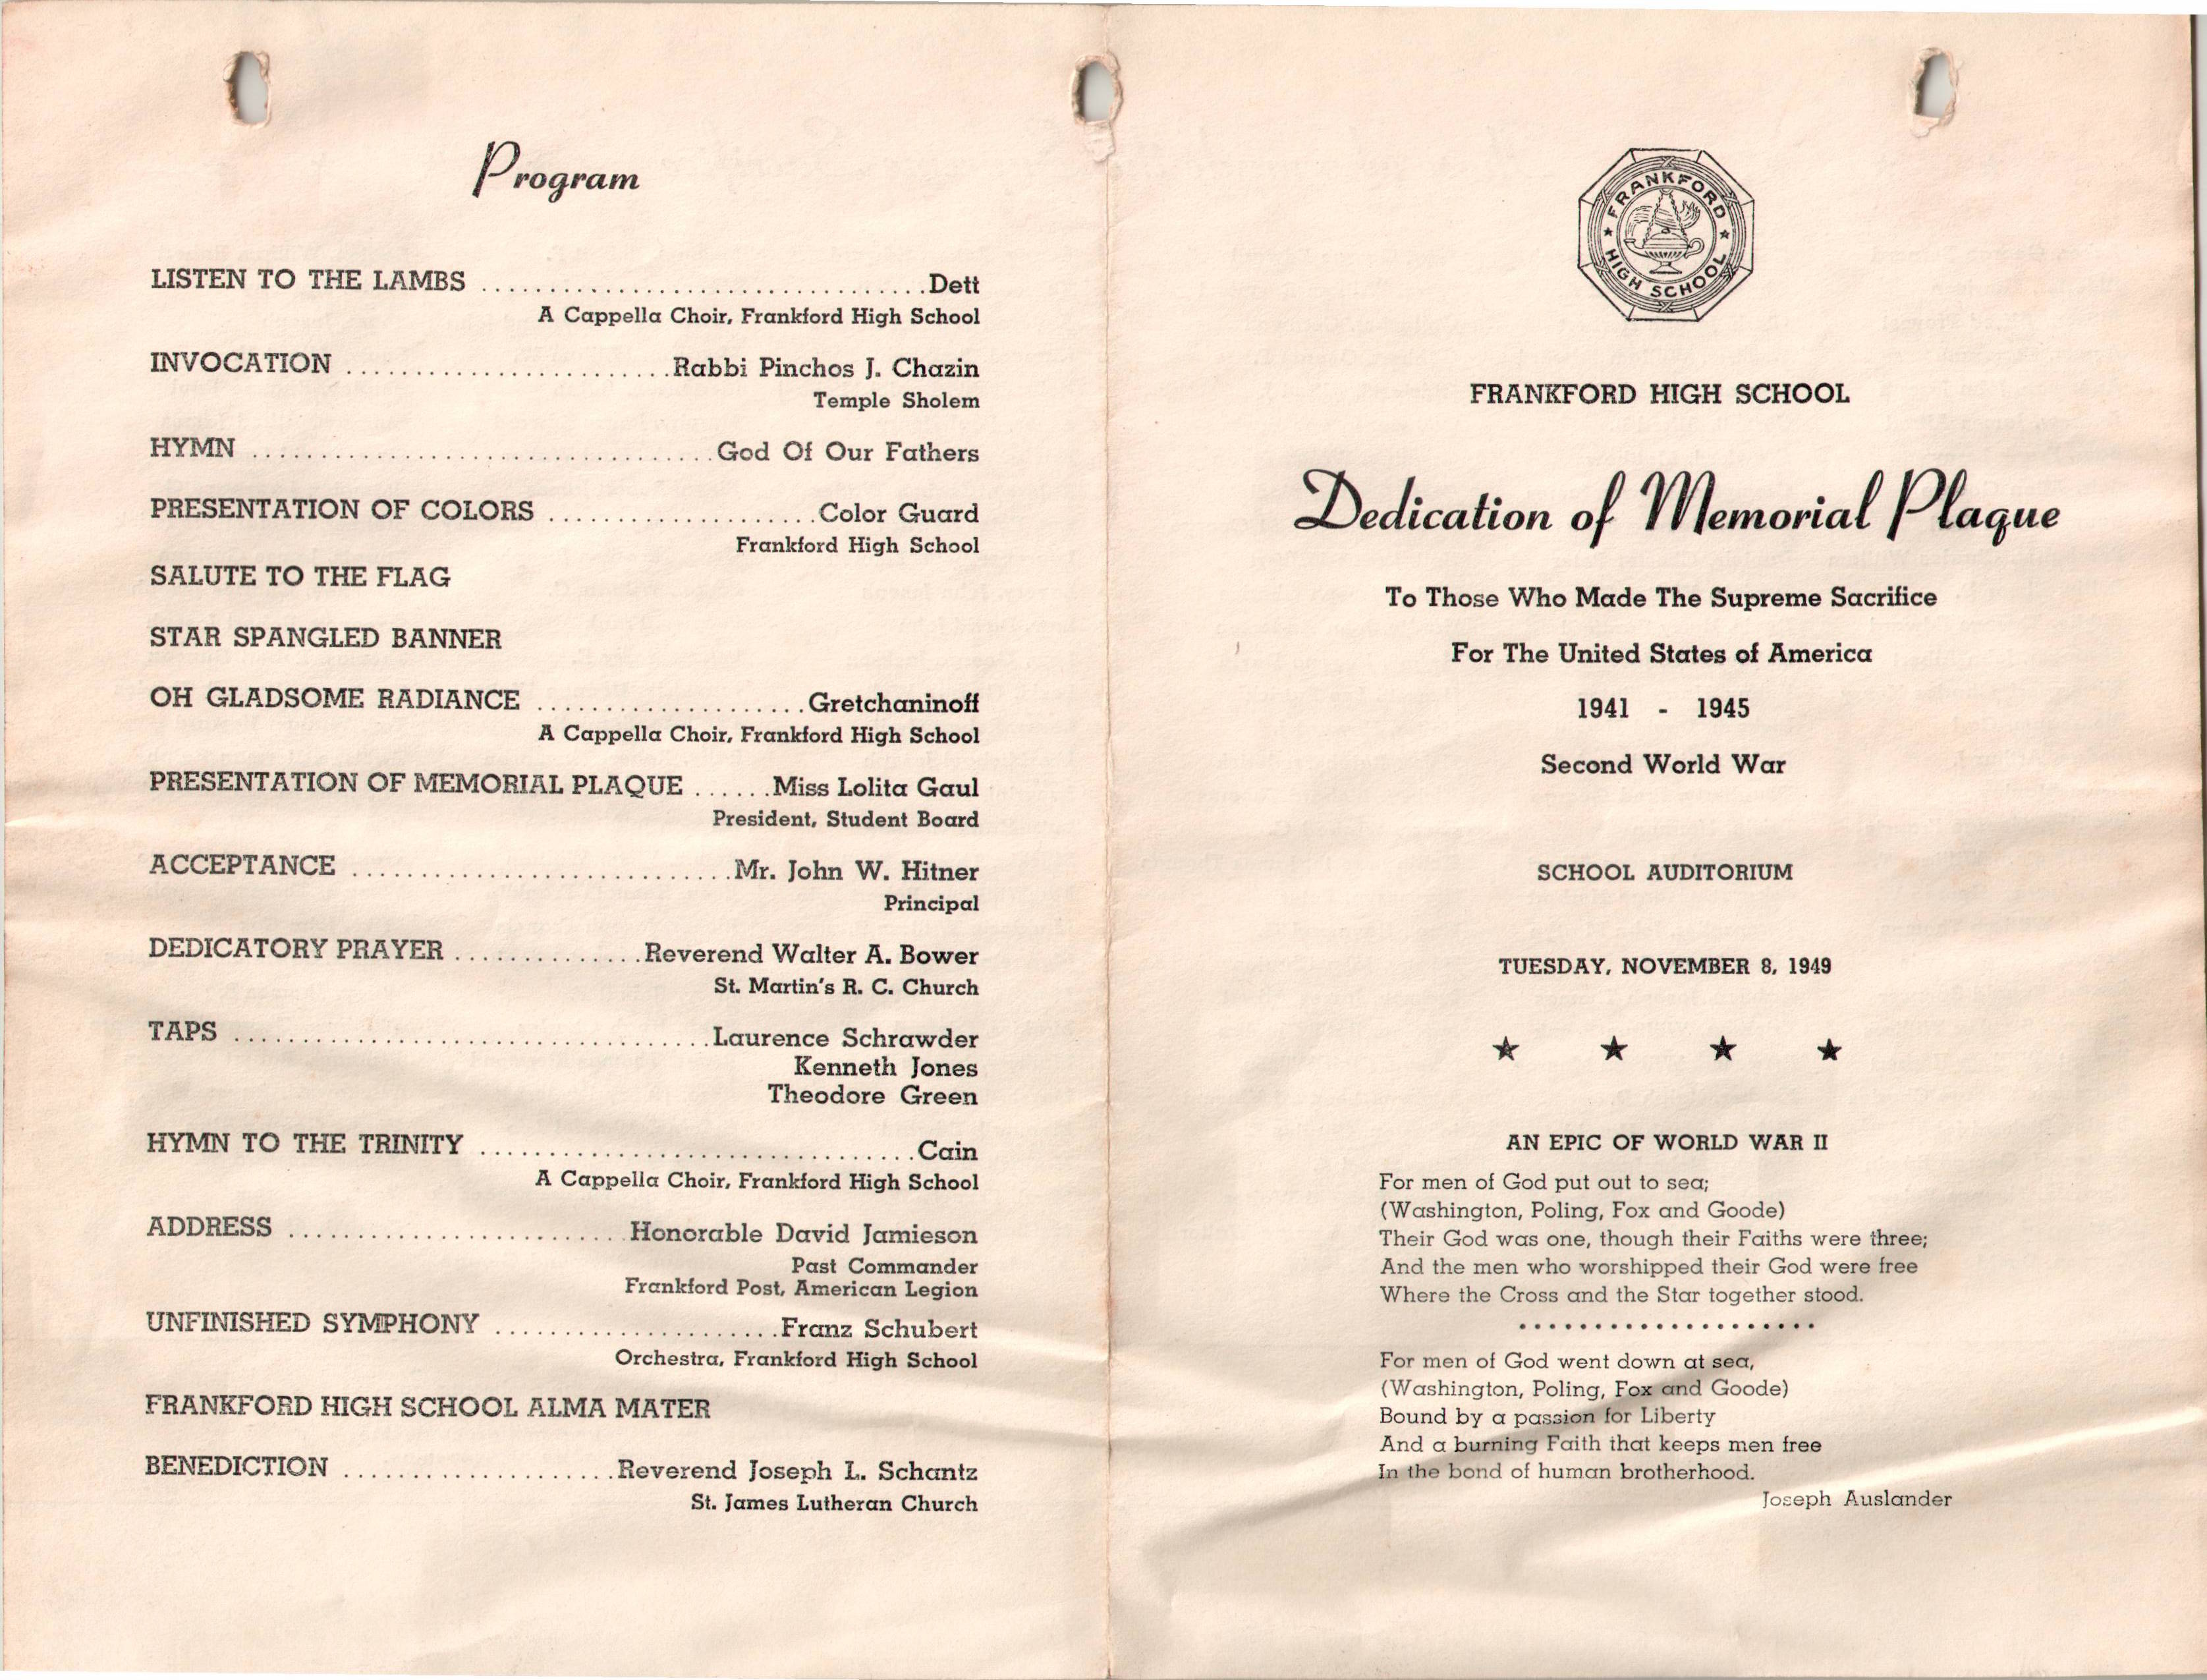 Program
LISTEN TO THE LAMBS ................................ Dett
A Cappella Choir, Frankford High School
INVOCATION ........................ Rabbi Pinchos J. Chazin
Temple Sholem
HYMN .................................. God Of Our Fathers
PRESENTATION OF COLORS .................... Color Guard
Frankford High School
SALUTE TO THE FLAG
STAR SPANGLED BANNER
OH GLADSOME RADIANCE .................... Gretchaninoff
A Cappella Choir, Frankford High School
PRESENTATION OF MEMORIAL PLAQUE ...... Miss Lolita Gaul
President, Student Board
ACCEPTANCE ............................ Mr. John W. Hitner
Principal
DEDICATORY PRAYER .............. Reverend Walter A. Bower
St. Martin's R. C. Church
TAPS ................................... Laurence Schrawder
Kenneth Jones
Theodore Green
HYMN TO THE TRINITY ................................ Cain
A Cappella Choir, Frankford High School
ADDRESS ......................... Honorable David Jamieson
Past Commander
Frankford Post, American Legion
UNFINISHED SYMPHONY ..................... Franz Schubert
Orchestra, Frankford High School
FRANKFORD HIGH SCHOOL ALMA MATER
BENEDICTION .................... Reverend Joseph L. Schantz
St. James Lutheran Church
FRANKFORD
HIGH SCHOOL
FRANKFORD HIGH SCHOOL
Dedication of Memorial Plaque
To Those Who Made The Supreme Sacrifice
For The United States of America
1941 - 1945
Second World War
SCHOOL AUDITORIUM
TUESDAY, NOVEMBER 8, 1949
★ ★ ★ ★
AN EPIC OF WORLD WAR II
For men of God put out to sea;
(Washington, Poling, Fox and Goode)
Their God was one, though their Faiths were three;
And the men who worshipped their God were free
Where the Cross and the Star together stood.
....................
For men of God went down at sea,
(Washington, Poling, Fox and Goode)
Bound by a passion for Liberty
And a burning Faith that keeps men free
In the bond of human brotherhood.
Joseph Auslander